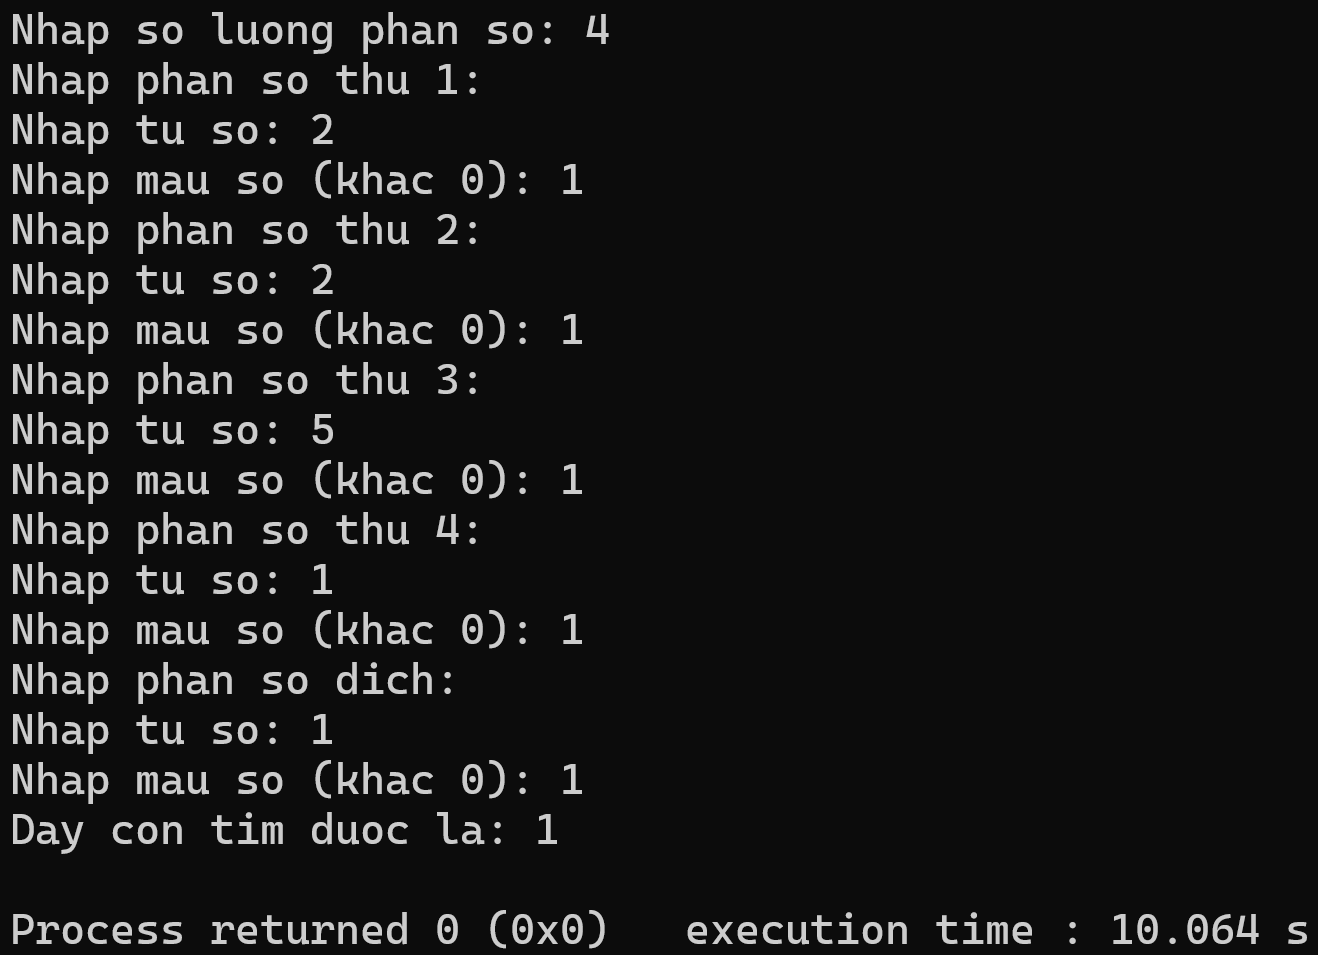 Nhap so luong phan so: 4
Nhap phan so thu 1:
Nhap tu so: 2
Nhap mau so (khac 0): 1
Nhap phan so thu 2:
Nhap tu so: 2
Nhap mau so (khac 0): 1
Nhap phan so thu 3:
Nhap tu so: 5
Nhap mau so (khac 0): 1
Nhap phan so thu 4:
Nhap tu so: 1
Nhap mau so (khac 0): 1
Nhap phan so dich:
Nhap tu so: 1
Nhap mau so (khac 0): 1
Day con tim duoc la: 1
Process returned 0 (0x0)   execution time : 10.064 s